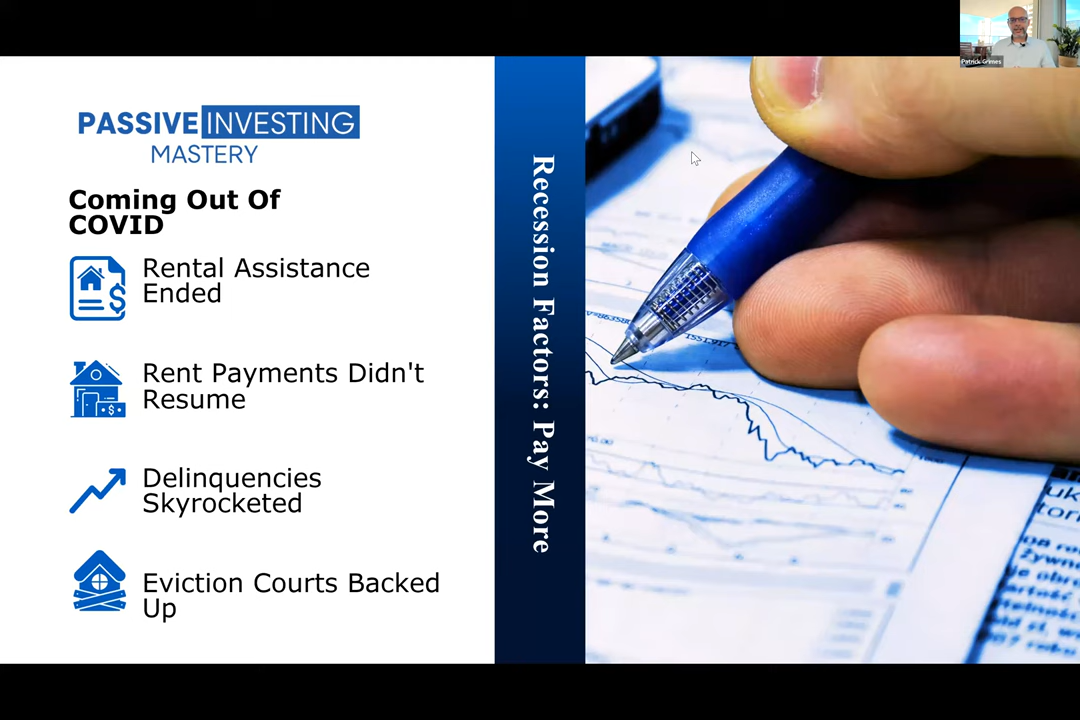 Patrick Grimes
PASSIVE INVESTING
MASTERY
Coming Out Of
COVID
Rental Assistance
Ended
Rent Payments Didn't
Resume
Delinquencies
Skyrocketed
Eviction Courts Backed
Up
Recession Factors: Pay More